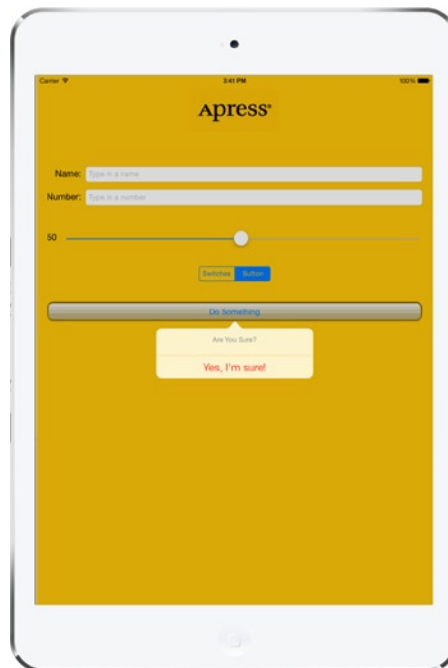 Carrier 3:41 PM 100%
Apress®
Name: Type in a name
Number: Type in a number
50
Switches Button
Do Something
Are You Sure?
Yes, I'm sure!